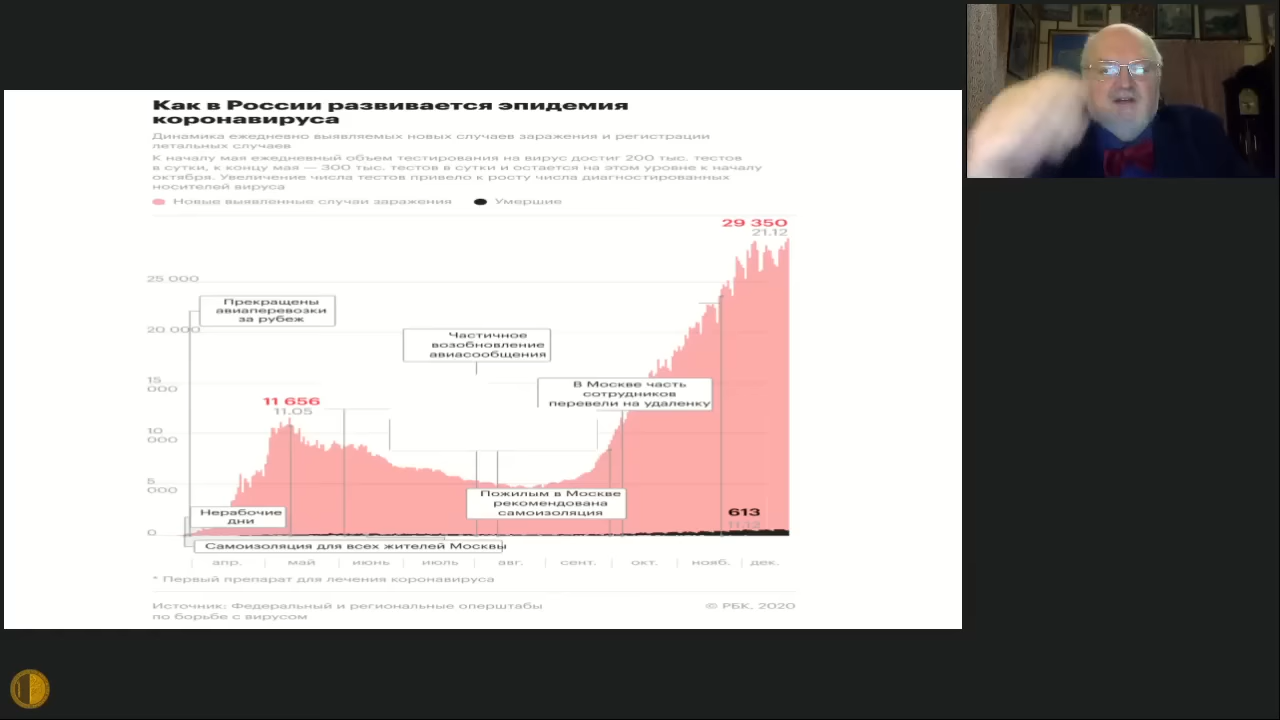 Как в России развивается эпидемия
коронавируса
Динамика ежедневно выявляемых новых случаев заражения и регистрации
летальных случаев
К началу мая ежедневный объем тестирования на вирус достиг 200 тыс. тестов
в сутки, к концу мая — 300 тыс. тестов в сутки и остается на этом уровне к началу
октября. Увеличение числа тестов привело к росту числа диагностированных
носителей вируса
Новые выявленные случаи заражения Умершие
29 350
21.12
25 000
Прекращены
авиаперевозки
за рубеж
20 000
Частичное
возобновление
авиасообщения
15
000
В Москве часть
сотрудников
перевели на удаленку
11 656
11.05
10
000
5
000
Пожилым в Москве
рекомендована
самоизоляция
Нерабочие
дни
613
11.12
0
Самоизоляция для всех жителей Москвы
апр. май июнь июль авг. сент. окт. нояб. дек.
* Первый препарат для лечения коронавируса
Источник: Федеральный и региональные оперштабы
по борьбе с вирусом
© РБК, 2020